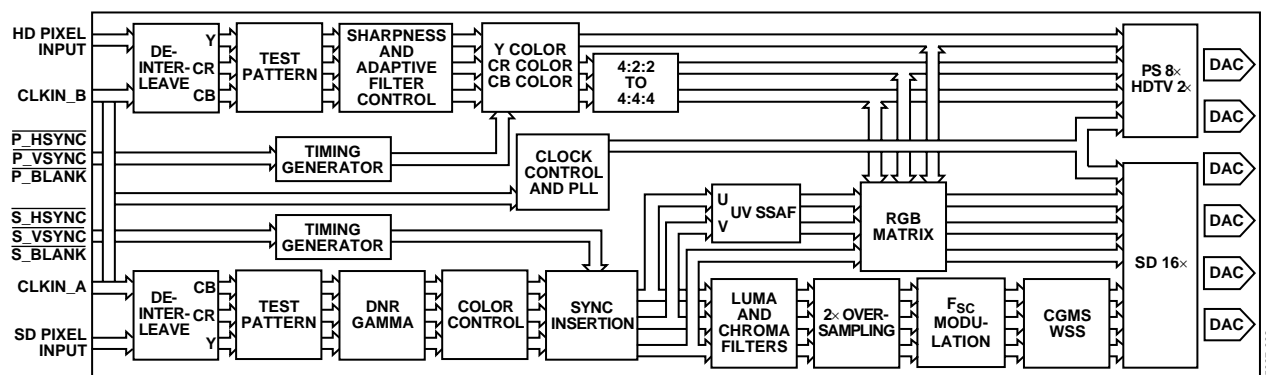 HD PIXEL
INPUT
CLKIN_B
P_HSYNC
P_VSYNC
P_BLANK
S_HSYNC
S_VSYNC
S_BLANK
CLKIN_A
SD PIXEL
INPUT
DE-
INTER-
LEAVE
Y
CR
CB
TEST
PATTERN
SHARPNESS
AND
ADAPTIVE
FILTER
CONTROL
Y COLOR
CR COLOR
CB COLOR
4:2:2
TO
4:4:4
PS 8×
HDTV 2×
TIMING
GENERATOR
CLOCK
CONTROL
AND PLL
TIMING
GENERATOR
U
V
UV SSAF
RGB
MATRIX
DE-
INTER-
LEAVE
CB
CR
Y
TEST
PATTERN
DNR
GAMMA
COLOR
CONTROL
SYNC
INSERTION
LUMA
AND
CHROMA
FILTERS
2× OVER-
SAMPLING
FSC
MODU-
LATION
CGMS
WSS
SD 16×
DAC
DAC
DAC
DAC
DAC
DAC